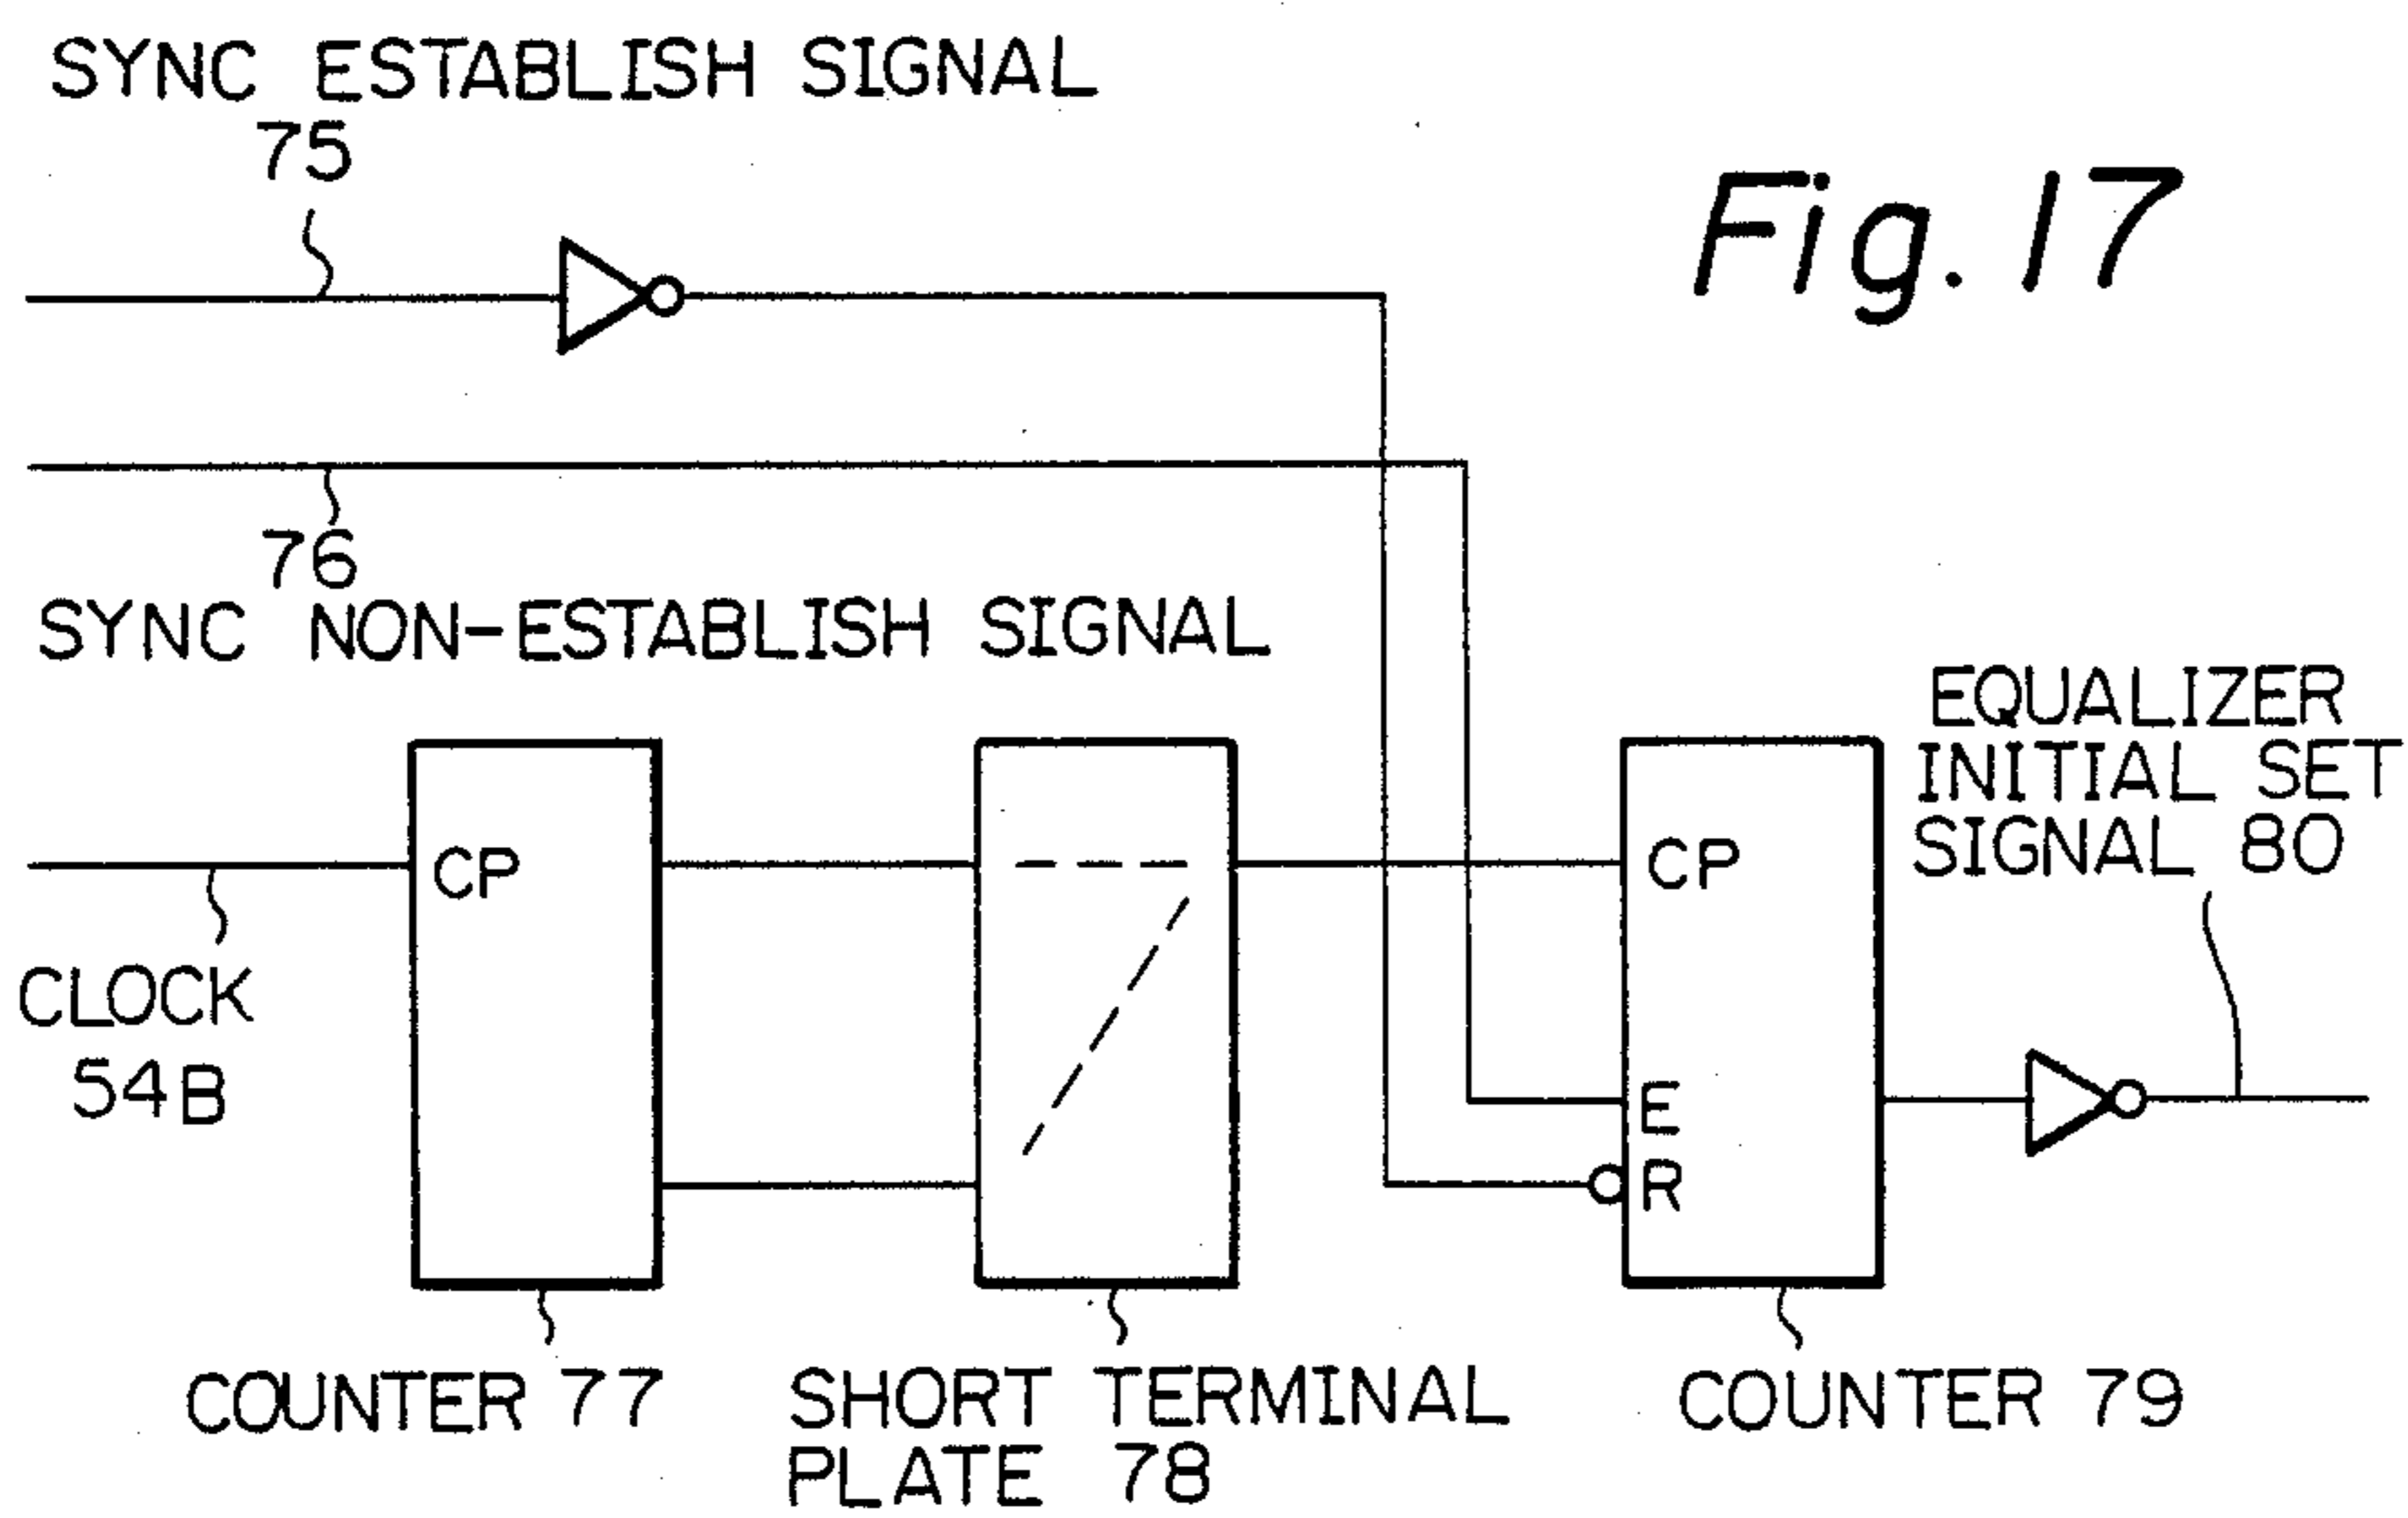 SYNC ESTABLISH SIGNAL
75
Fig. 17
76
SYNC NON-ESTABLISH SIGNAL
EQUALIZER
INITIAL SET
SIGNAL 80
CP
CP
CLOCK
54B
E
R
COUNTER 77
SHORT TERMINAL
PLATE 78
COUNTER 79